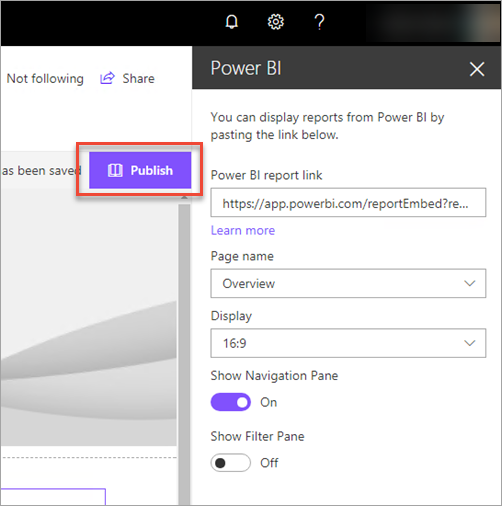 Not following Share
as been saved Publish
Power BI
You can display reports from Power BI by
pasting the link below.
Power BI report link
https://app.powerbi.com/reportEmbed?re...
Learn more
Page name
Overview
Display
16:9
Show Navigation Pane
On
Show Filter Pane
Off